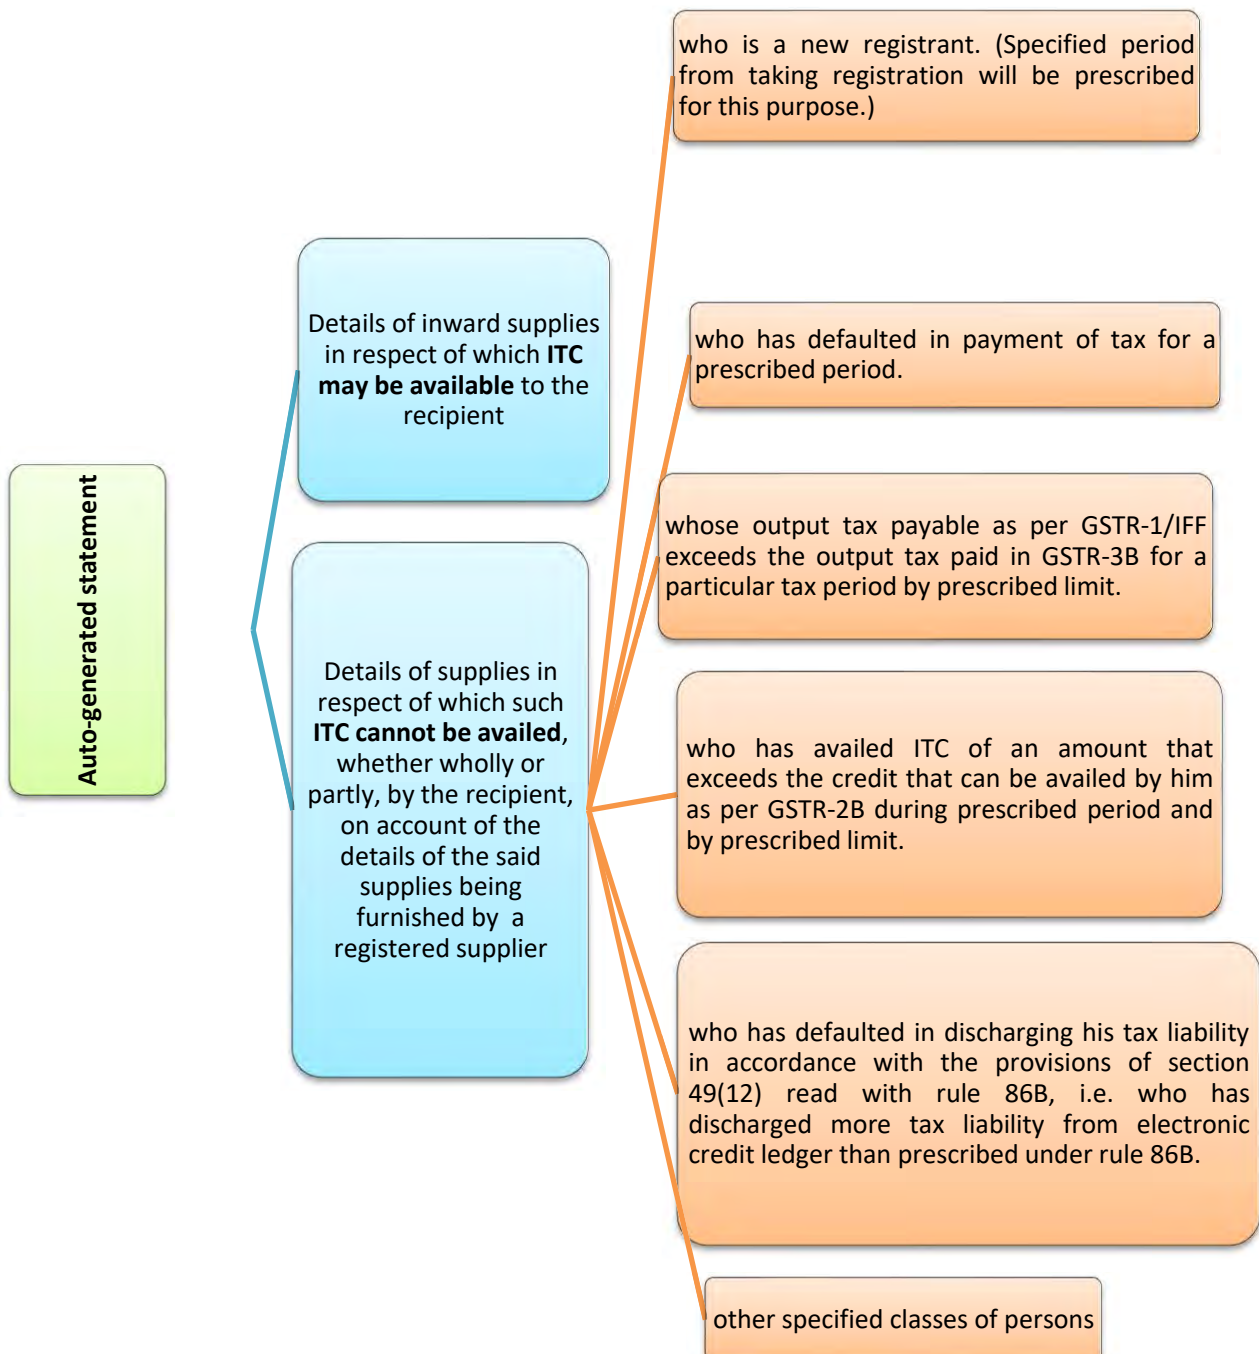 Auto-generated statement
Details of inward supplies
in respect of which ITC
may be available to the
recipient
Details of supplies in
respect of which such
ITC cannot be availed,
whether wholly or
partly, by the recipient,
on account of the
details of the said
supplies being
furnished by a
registered supplier
who is a new registrant. (Specified period
from taking registration will be prescribed
for this purpose.)
who has defaulted in payment of tax for a
prescribed period.
whose output tax payable as per GSTR-1/IFF
exceeds the output tax paid in GSTR-3B for a
particular tax period by prescribed limit.
who has availed ITC of an amount that
exceeds the credit that can be availed by him
as per GSTR-2B during prescribed period and
by prescribed limit.
who has defaulted in discharging his tax liability
in accordance with the provisions of section
49(12) read with rule 86B, i.e. who has
discharged more tax liability from electronic
credit ledger than prescribed under rule 86B.
other specified classes of persons